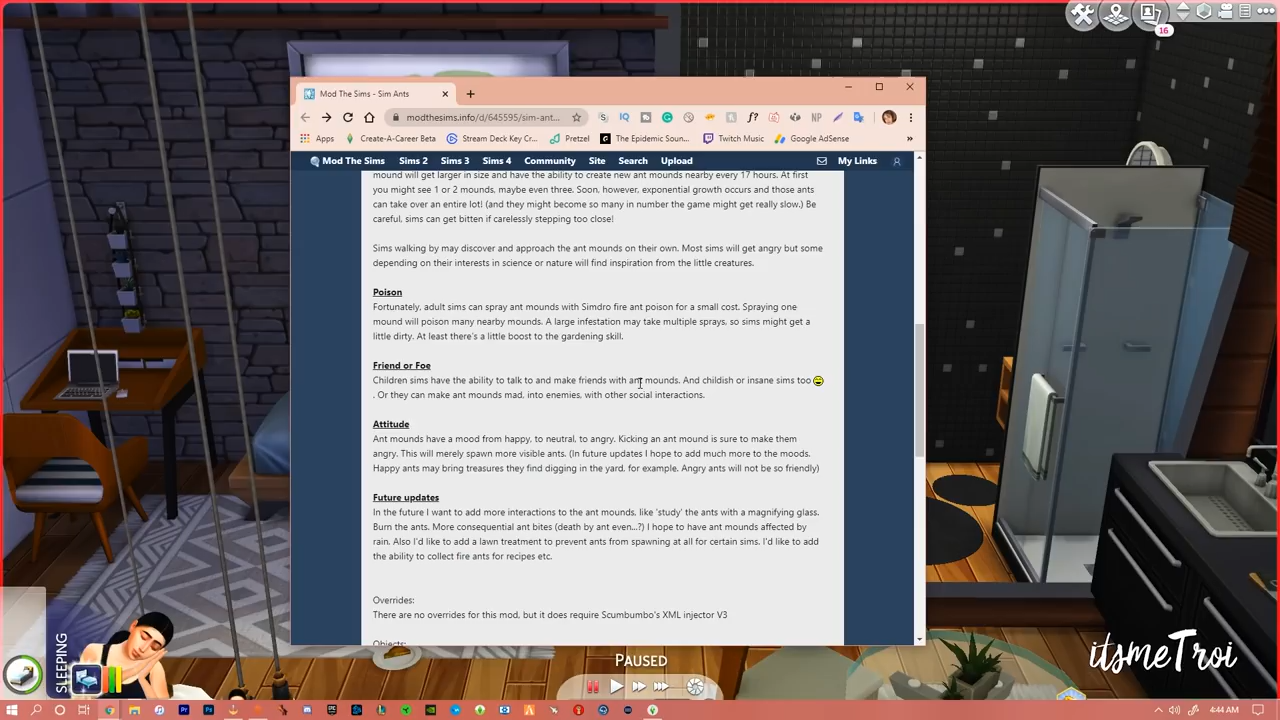 16
Mod The Sims - Sim Ants
modthesims.info/d/645595/sim-ant...
Apps Create-A-Career Beta Stream Deck Key Cr... Pretzel The Epidemic Soun... Twitch Music Google AdSense »
Mod The Sims Sims 2 Sims 3 Sims 4 Community Site Search Upload My Links
mound will get larger in size and have the ability to create new ant mounds nearby every 17 hours. At first
you might see 1 or 2 mounds, maybe even three. Soon, however, exponential growth occurs and those ants
can take over an entire lot! (and they might become so many in number the game might get really slow.) Be
careful, sims can get bitten if carelessly stepping too close!
Sims walking by may discover and approach the ant mounds on their own. Most sims will get angry but some
depending on their interests in science or nature will find inspiration from the little creatures.
Poison
Fortunately, adult sims can spray ant mounds with Simdro fire ant poison for a small cost. Spraying one
mound will poison many nearby mounds. A large infestation may take multiple sprays, so sims might get a
little dirty. At least there's a little boost to the gardening skill.
Friend or Foe
Children sims have the ability to talk to and make friends with ant mounds. And childish or insane sims too
. Or they can make ant mounds mad, into enemies, with other social interactions.
Attitude
Ant mounds have a mood from happy, to neutral, to angry. Kicking an ant mound is sure to make them
angry. This will merely spawn more visible ants. (In future updates I hope to add much more to the moods.
Happy ants may bring treasures they find digging in the yard, for example. Angry ants will not be so friendly)
Future updates
In the future I want to add more interactions to the ant mounds, like 'study' the ants with a magnifying glass.
Burn the ants. More consequential ant bites (death by ant even...?) I hope to have ant mounds affected by
rain. Also I'd like to add a lawn treatment to prevent ants from spawning at all for certain sims. I'd like to add
the ability to collect fire ants for recipes etc.
Overrides:
There are no overrides for this mod, but it does require Scumbumbo's XML injector V3
Objects:
SLEEPING
Paused
itsmeTroi
4:44 AM